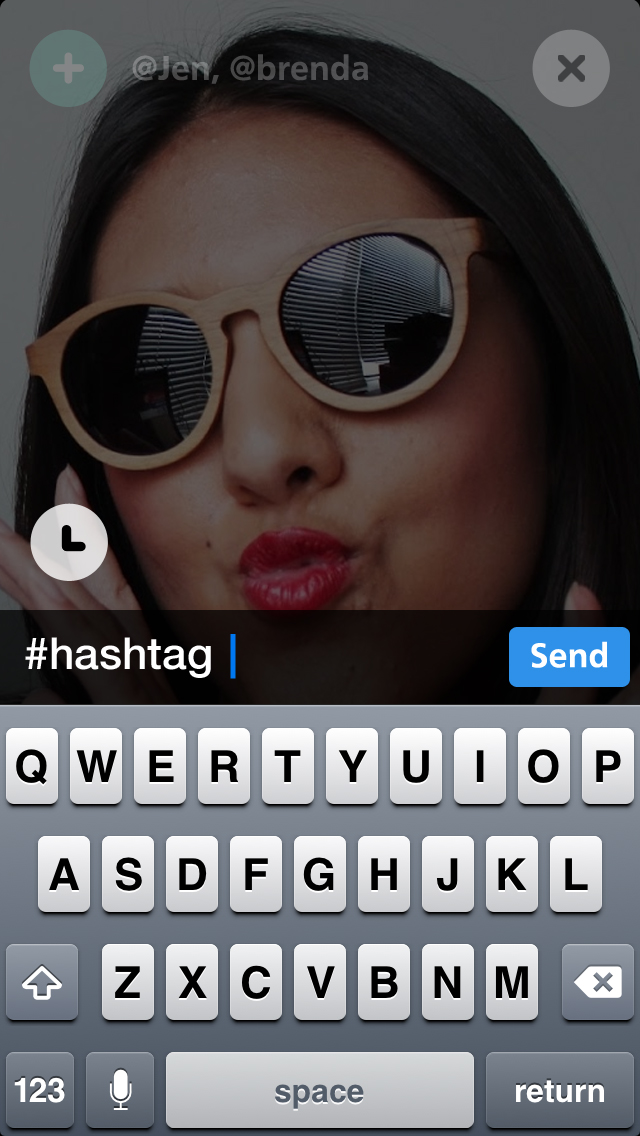 @Jen, @brenda
#hashtag
Send
Q W E R T Y U I O P
A S D F G H J K L
Z X C V B N M
123 space return